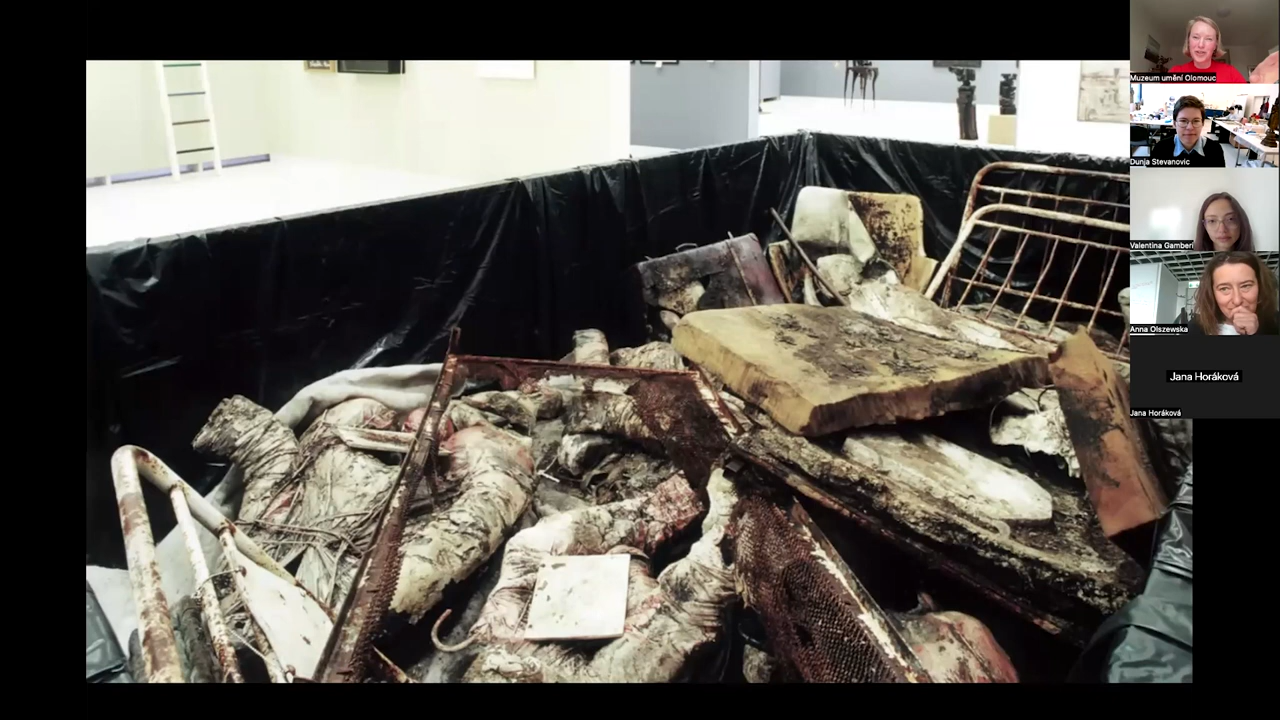 Muzeum umění Olomouc
Dunja Stevanovic
Valentina Gamberi
Anna Olszewska
Jana Horáková
Jana Horáková